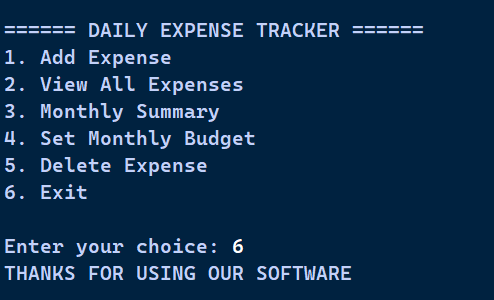 ====== DAILY EXPENSE TRACKER ======
1. Add Expense
2. View All Expenses
3. Monthly Summary
4. Set Monthly Budget
5. Delete Expense
6. Exit
Enter your choice: 6
THANKS FOR USING OUR SOFTWARE